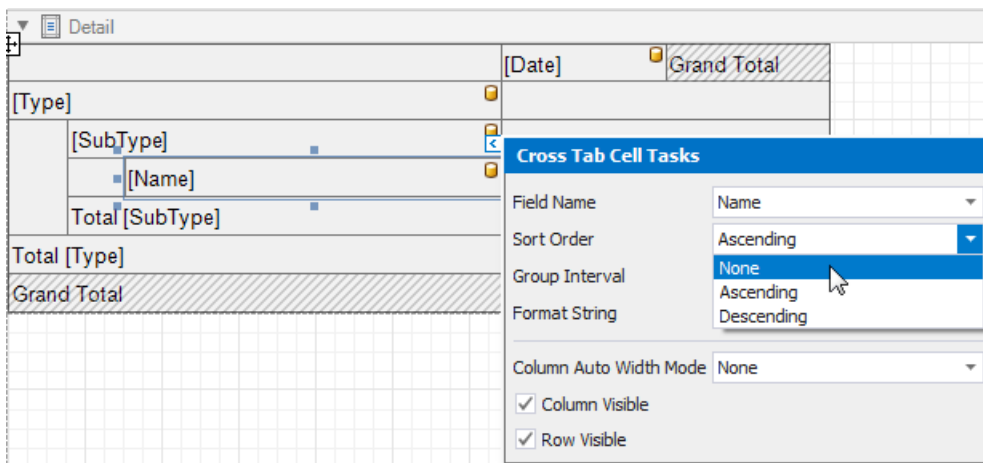 Detail
[Date] Grand Total
[Type]
[SubType]
[Name]
Total [SubType]
Total [Type]
Grand Total
Cross Tab Cell Tasks
Field Name Name
Sort Order Ascending
None
Group Interval
Ascending
Format String
Descending
Column Auto Width Mode None
Column Visible
Row Visible